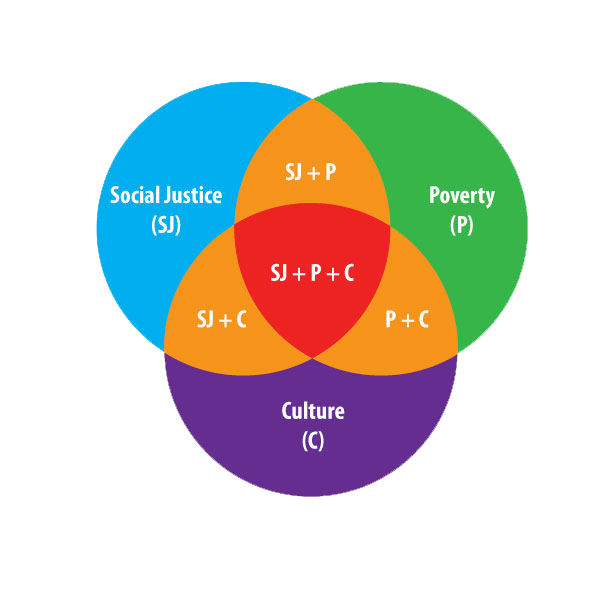 SJ + P
Social Justice
(SJ)
Poverty
(P)
SJ + P + C
SJ + C
P + C
Culture
(C)